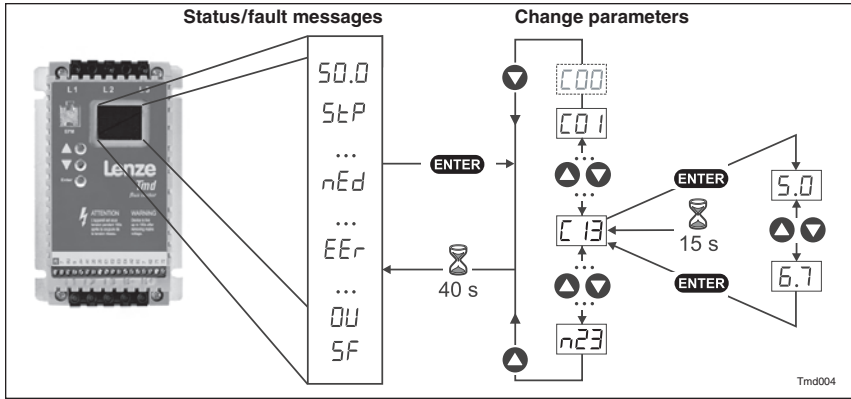 Status/fault messages
Change parameters
L1 L2 L3
Lenze
Tmd
ATTENTION WARNING
50.0
StP
...
nEd
...
EEr
...
OU
SF
ENTER
40 s
C00
C01
...
C13
...
n23
ENTER
15 s
ENTER
5.0
6.7
Tmd004